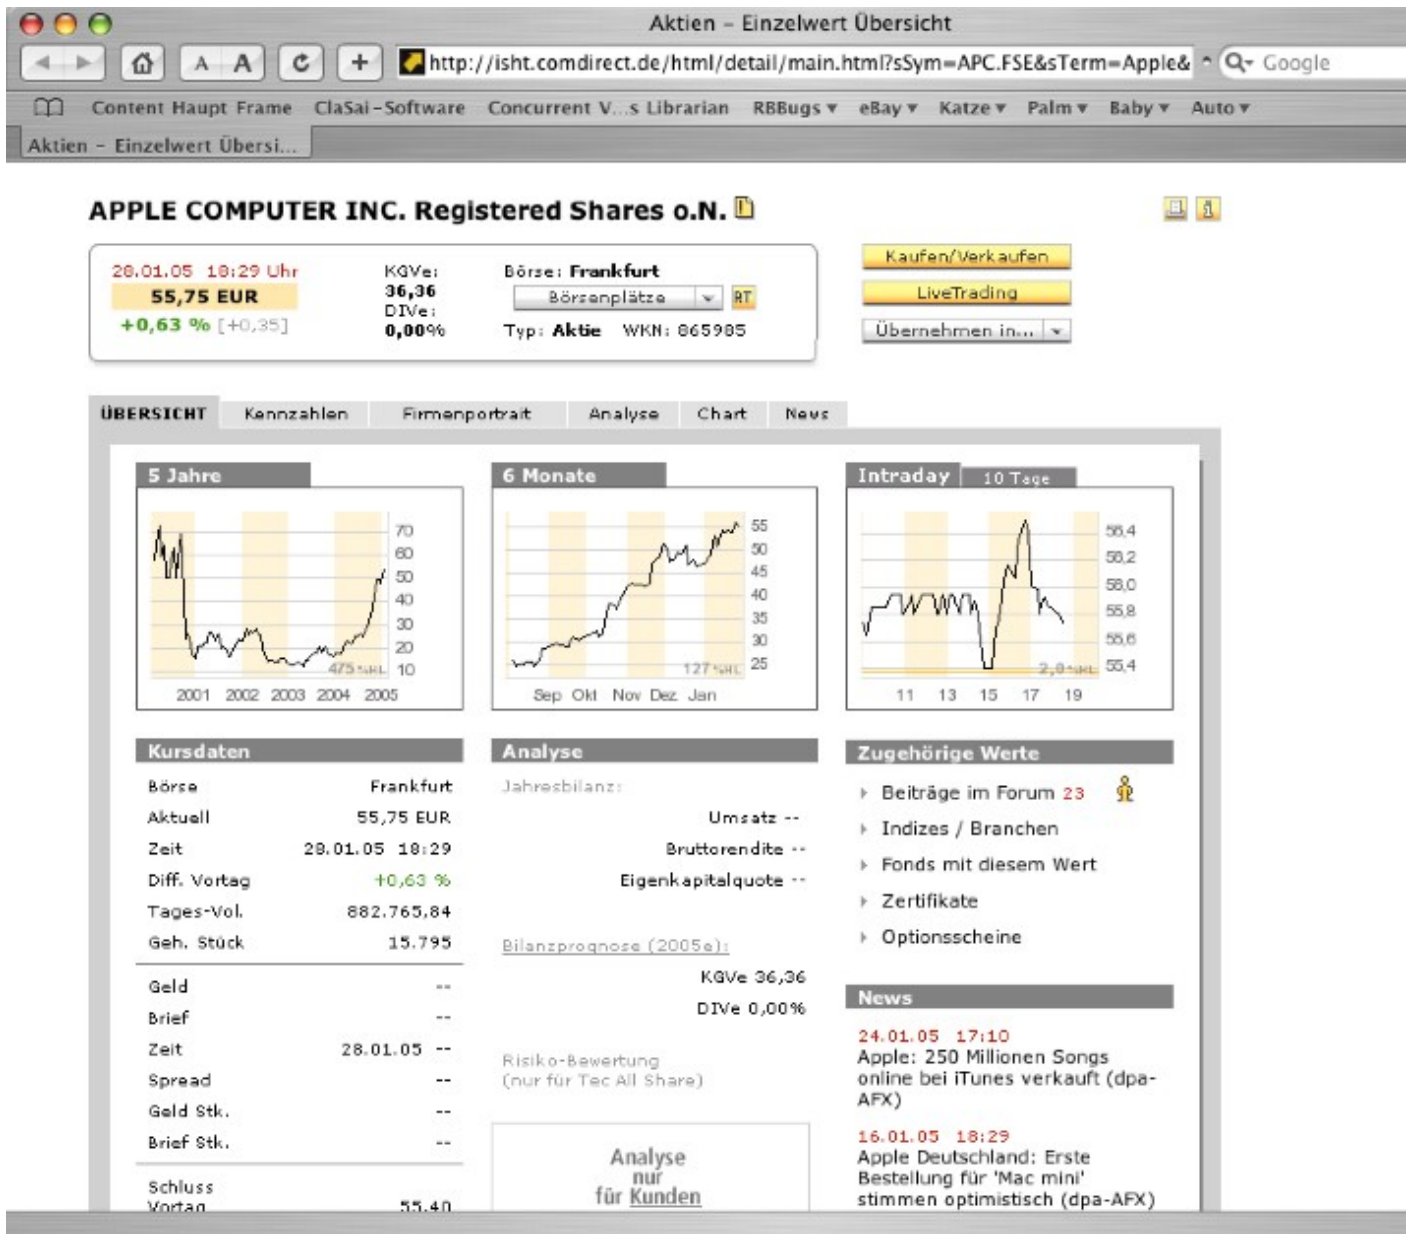 Aktien – Einzelwert Übersicht
A A http://isht.comdirect.de/html/detail/main.html?sSym=APC.FSE&sTerm=Apple& Google
Content Haupt Frame ClaSai-Software Concurrent V...s Librarian RBBugs eBay Katze Palm Baby Auto
Aktien – Einzelwert Übersi...
APPLE COMPUTER INC. Registered Shares o.N.
28.01.05 18:29 Uhr
55,75 EUR
+0,63 % [+0,35]
KGVe:
36,36
DIVe:
0,00%
Börse: Frankfurt
Börsenplätze RT
Typ: Aktie WKN: 865985
Kaufen/Verkaufen
LiveTrading
Übernehmen in...
ÜBERSICHT Kennzahlen Firmenportrait Analyse Chart News
5 Jahre
70
60
50
40
30
20
475 %RL 10
2001 2002 2003 2004 2005
6 Monate
55
50
45
40
35
30
127 %RL 25
Sep Okt Nov Dez Jan
Intraday 10 Tage
56,4
56,2
56,0
55,8
55,6
2,0 %RL 55,4
11 13 15 17 19
Kursdaten
Börse Frankfurt
Aktuell 55,75 EUR
Zeit 28.01.05 18:29
Diff. Vortag +0,63 %
Tages-Vol. 882.765,84
Geh. Stück 15.795
Geld --
Brief --
Zeit 28.01.05 --
Spread --
Geld Stk. --
Brief Stk. --
Schluss
Vortag 55,40
Analyse
Jahresbilanz:
Umsatz --
Bruttorendite --
Eigenkapitalquote --
Bilanzprognose (2005e):
KGVe 36,36
DIVe 0,00%
Risiko-Bewertung
(nur für Tec All Share)
Analyse
nur
für Kunden
Zugehörige Werte
Beiträge im Forum 23
Indizes / Branchen
Fonds mit diesem Wert
Zertifikate
Optionsscheine
News
24.01.05 17:10
Apple: 250 Millionen Songs
online bei iTunes verkauft (dpa-
AFX)
16.01.05 18:29
Apple Deutschland: Erste
Bestellung für 'Mac mini'
stimmen optimistisch (dpa-AFX)